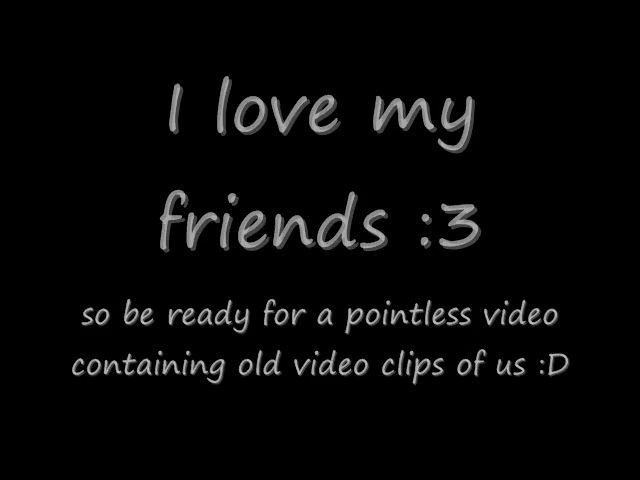 I love my
friends :3
so be ready for a pointless video
containing old video clips of us :D